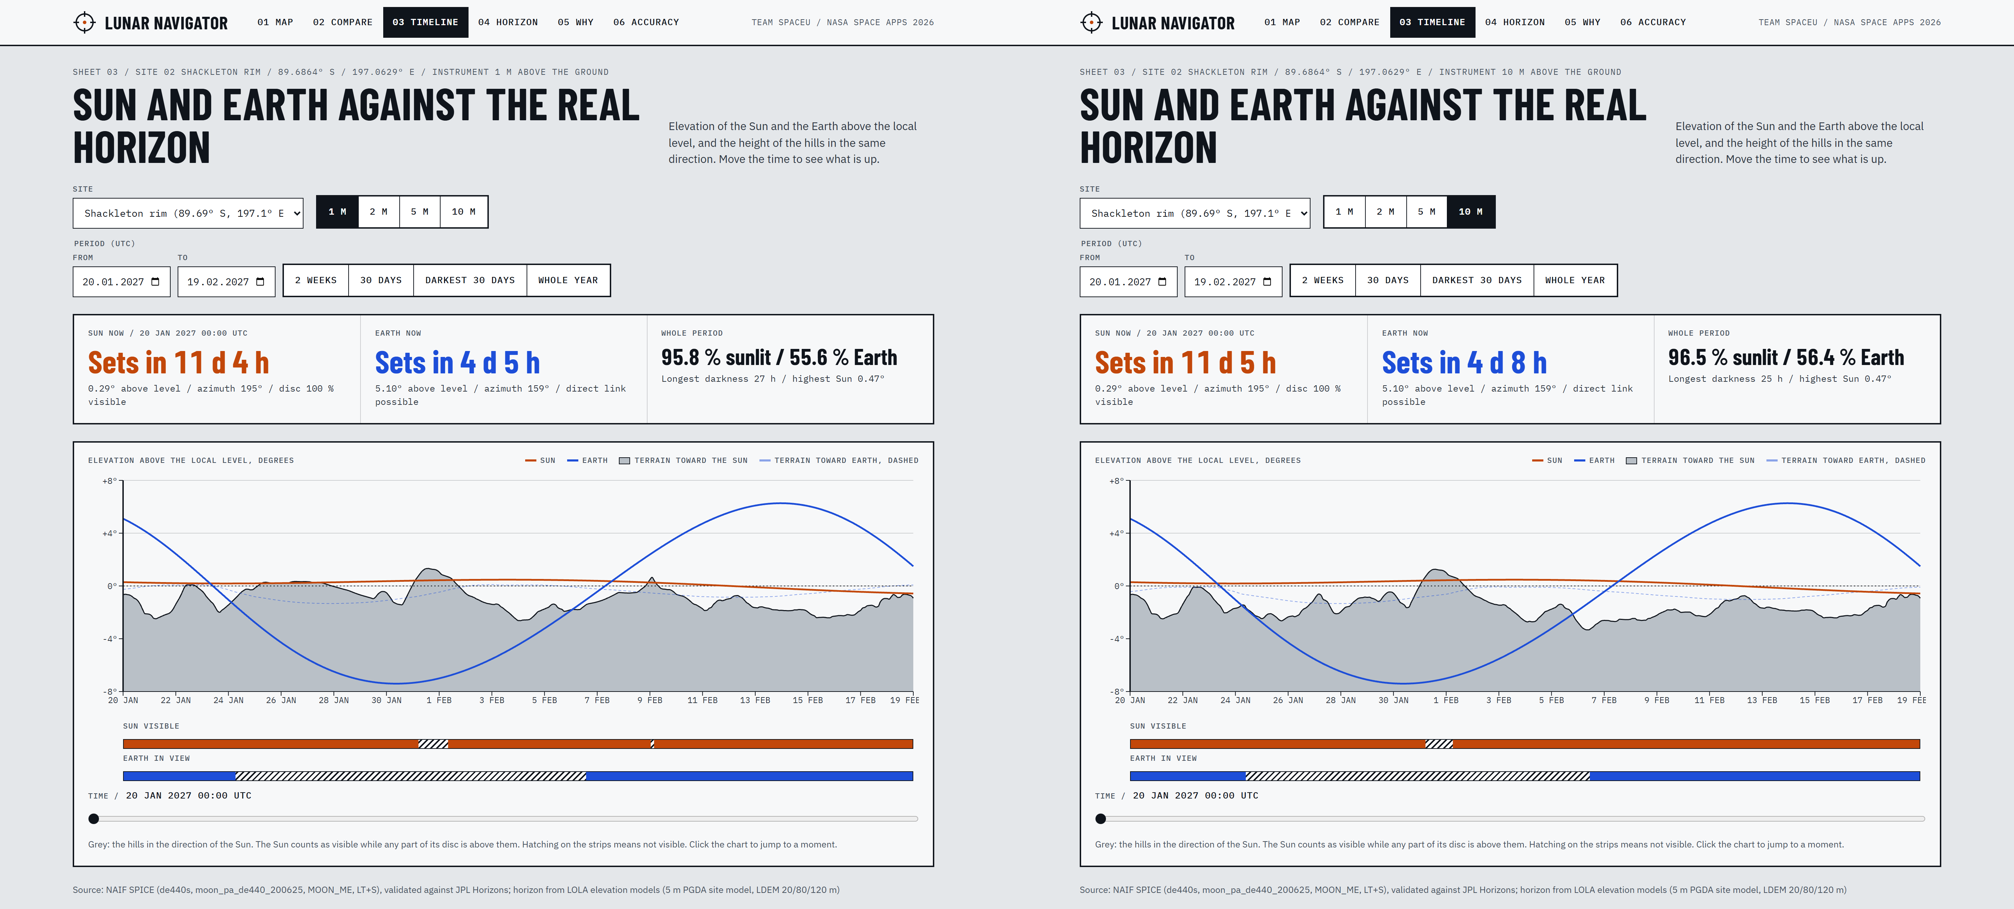 LUNAR NAVIGATOR 01 MAP 02 COMPARE 03 TIMELINE 04 HORIZON 05 WHY 06 ACCURACY TEAM SPACEU / NASA SPACE APPS 2026
SHEET 03 / SITE 02 SHACKLETON RIM / 89.6864° S / 197.0629° E / INSTRUMENT 1 M ABOVE THE GROUND
SUN AND EARTH AGAINST THE REAL
HORIZON
Elevation of the Sun and the Earth above the local
level, and the height of the hills in the same
direction. Move the time to see what is up.
SITE
Shackleton rim (89.69° S, 197.1° E 1 M 2 M 5 M 10 M
PERIOD (UTC)
FROM TO
20.01.2027 19.02.2027 2 WEEKS 30 DAYS DARKEST 30 DAYS WHOLE YEAR
SUN NOW / 20 JAN 2027 00:00 UTC
Sets in 11 d 4 h
0.29° above level / azimuth 195° / disc 100 %
visible
EARTH NOW
Sets in 4 d 5 h
5.10° above level / azimuth 159° / direct link
possible
WHOLE PERIOD
95.8 % sunlit / 55.6 % Earth
Longest darkness 27 h / highest Sun 0.47°
ELEVATION ABOVE THE LOCAL LEVEL, DEGREES SUN EARTH TERRAIN TOWARD THE SUN TERRAIN TOWARD EARTH, DASHED
+8°
+4°
0°
-4°
-8°
20 JAN 22 JAN 24 JAN 26 JAN 28 JAN 30 JAN 1 FEB 3 FEB 5 FEB 7 FEB 9 FEB 11 FEB 13 FEB 15 FEB 17 FEB 19 FEB
SUN VISIBLE
EARTH IN VIEW
TIME / 20 JAN 2027 00:00 UTC
Grey: the hills in the direction of the Sun. The Sun counts as visible while any part of its disc is above them. Hatching on the strips means not visible. Click the chart to jump to a moment.
Source: NAIF SPICE (de440s, moon_pa_de440_200625, MOON_ME, LT+S), validated against JPL Horizons; horizon from LOLA elevation models (5 m PGDA site model, LDEM 20/80/120 m)
LUNAR NAVIGATOR 01 MAP 02 COMPARE 03 TIMELINE 04 HORIZON 05 WHY 06 ACCURACY TEAM SPACEU / NASA SPACE APPS 2026
SHEET 03 / SITE 02 SHACKLETON RIM / 89.6864° S / 197.0629° E / INSTRUMENT 10 M ABOVE THE GROUND
SUN AND EARTH AGAINST THE REAL
HORIZON
Elevation of the Sun and the Earth above the local
level, and the height of the hills in the same
direction. Move the time to see what is up.
SITE
Shackleton rim (89.69° S, 197.1° E 1 M 2 M 5 M 10 M
PERIOD (UTC)
FROM TO
20.01.2027 19.02.2027 2 WEEKS 30 DAYS DARKEST 30 DAYS WHOLE YEAR
SUN NOW / 20 JAN 2027 00:00 UTC
Sets in 11 d 5 h
0.29° above level / azimuth 195° / disc 100 %
visible
EARTH NOW
Sets in 4 d 8 h
5.10° above level / azimuth 159° / direct link
possible
WHOLE PERIOD
96.5 % sunlit / 56.4 % Earth
Longest darkness 25 h / highest Sun 0.47°
ELEVATION ABOVE THE LOCAL LEVEL, DEGREES SUN EARTH TERRAIN TOWARD THE SUN TERRAIN TOWARD EARTH, DASHED
+8°
+4°
0°
-4°
-8°
20 JAN 22 JAN 24 JAN 26 JAN 28 JAN 30 JAN 1 FEB 3 FEB 5 FEB 7 FEB 9 FEB 11 FEB 13 FEB 15 FEB 17 FEB 19 FEB
SUN VISIBLE
EARTH IN VIEW
TIME / 20 JAN 2027 00:00 UTC
Grey: the hills in the direction of the Sun. The Sun counts as visible while any part of its disc is above them. Hatching on the strips means not visible. Click the chart to jump to a moment.
Source: NAIF SPICE (de440s, moon_pa_de440_200625, MOON_ME, LT+S), validated against JPL Horizons; horizon from LOLA elevation models (5 m PGDA site model, LDEM 20/80/120 m)